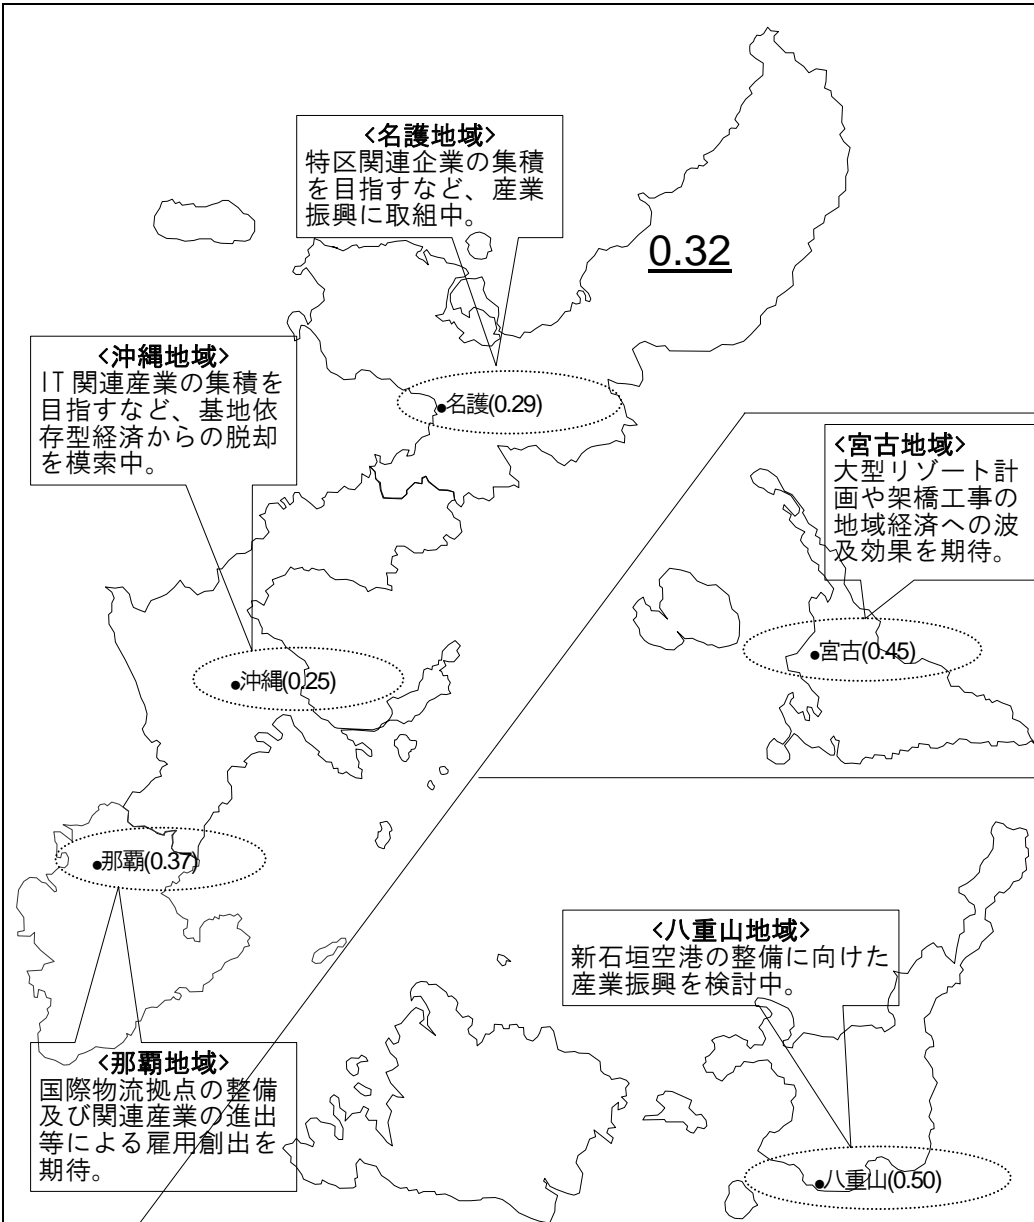 <名護地域>
特区関連企業の集積
を目指すなど、産業
振興に取組中。
0.32
<沖縄地域>
IT関連産業の集積を
目指すなど、基地依
存型経済からの脱却
を模索中。
●名護(0.29)
<宮古地域>
大型リゾート計
画や架橋工事の
地域経済への波
及効果を期待。
●宮古(0.45)
●沖縄(0.25)
●那覇(0.37)
<八重山地域>
新石垣空港の整備に向けた
産業振興を検討中。
<那覇地域>
国際物流拠点の整備
及び関連産業の進出
等による雇用創出を
期待。
●八重山(0.50)